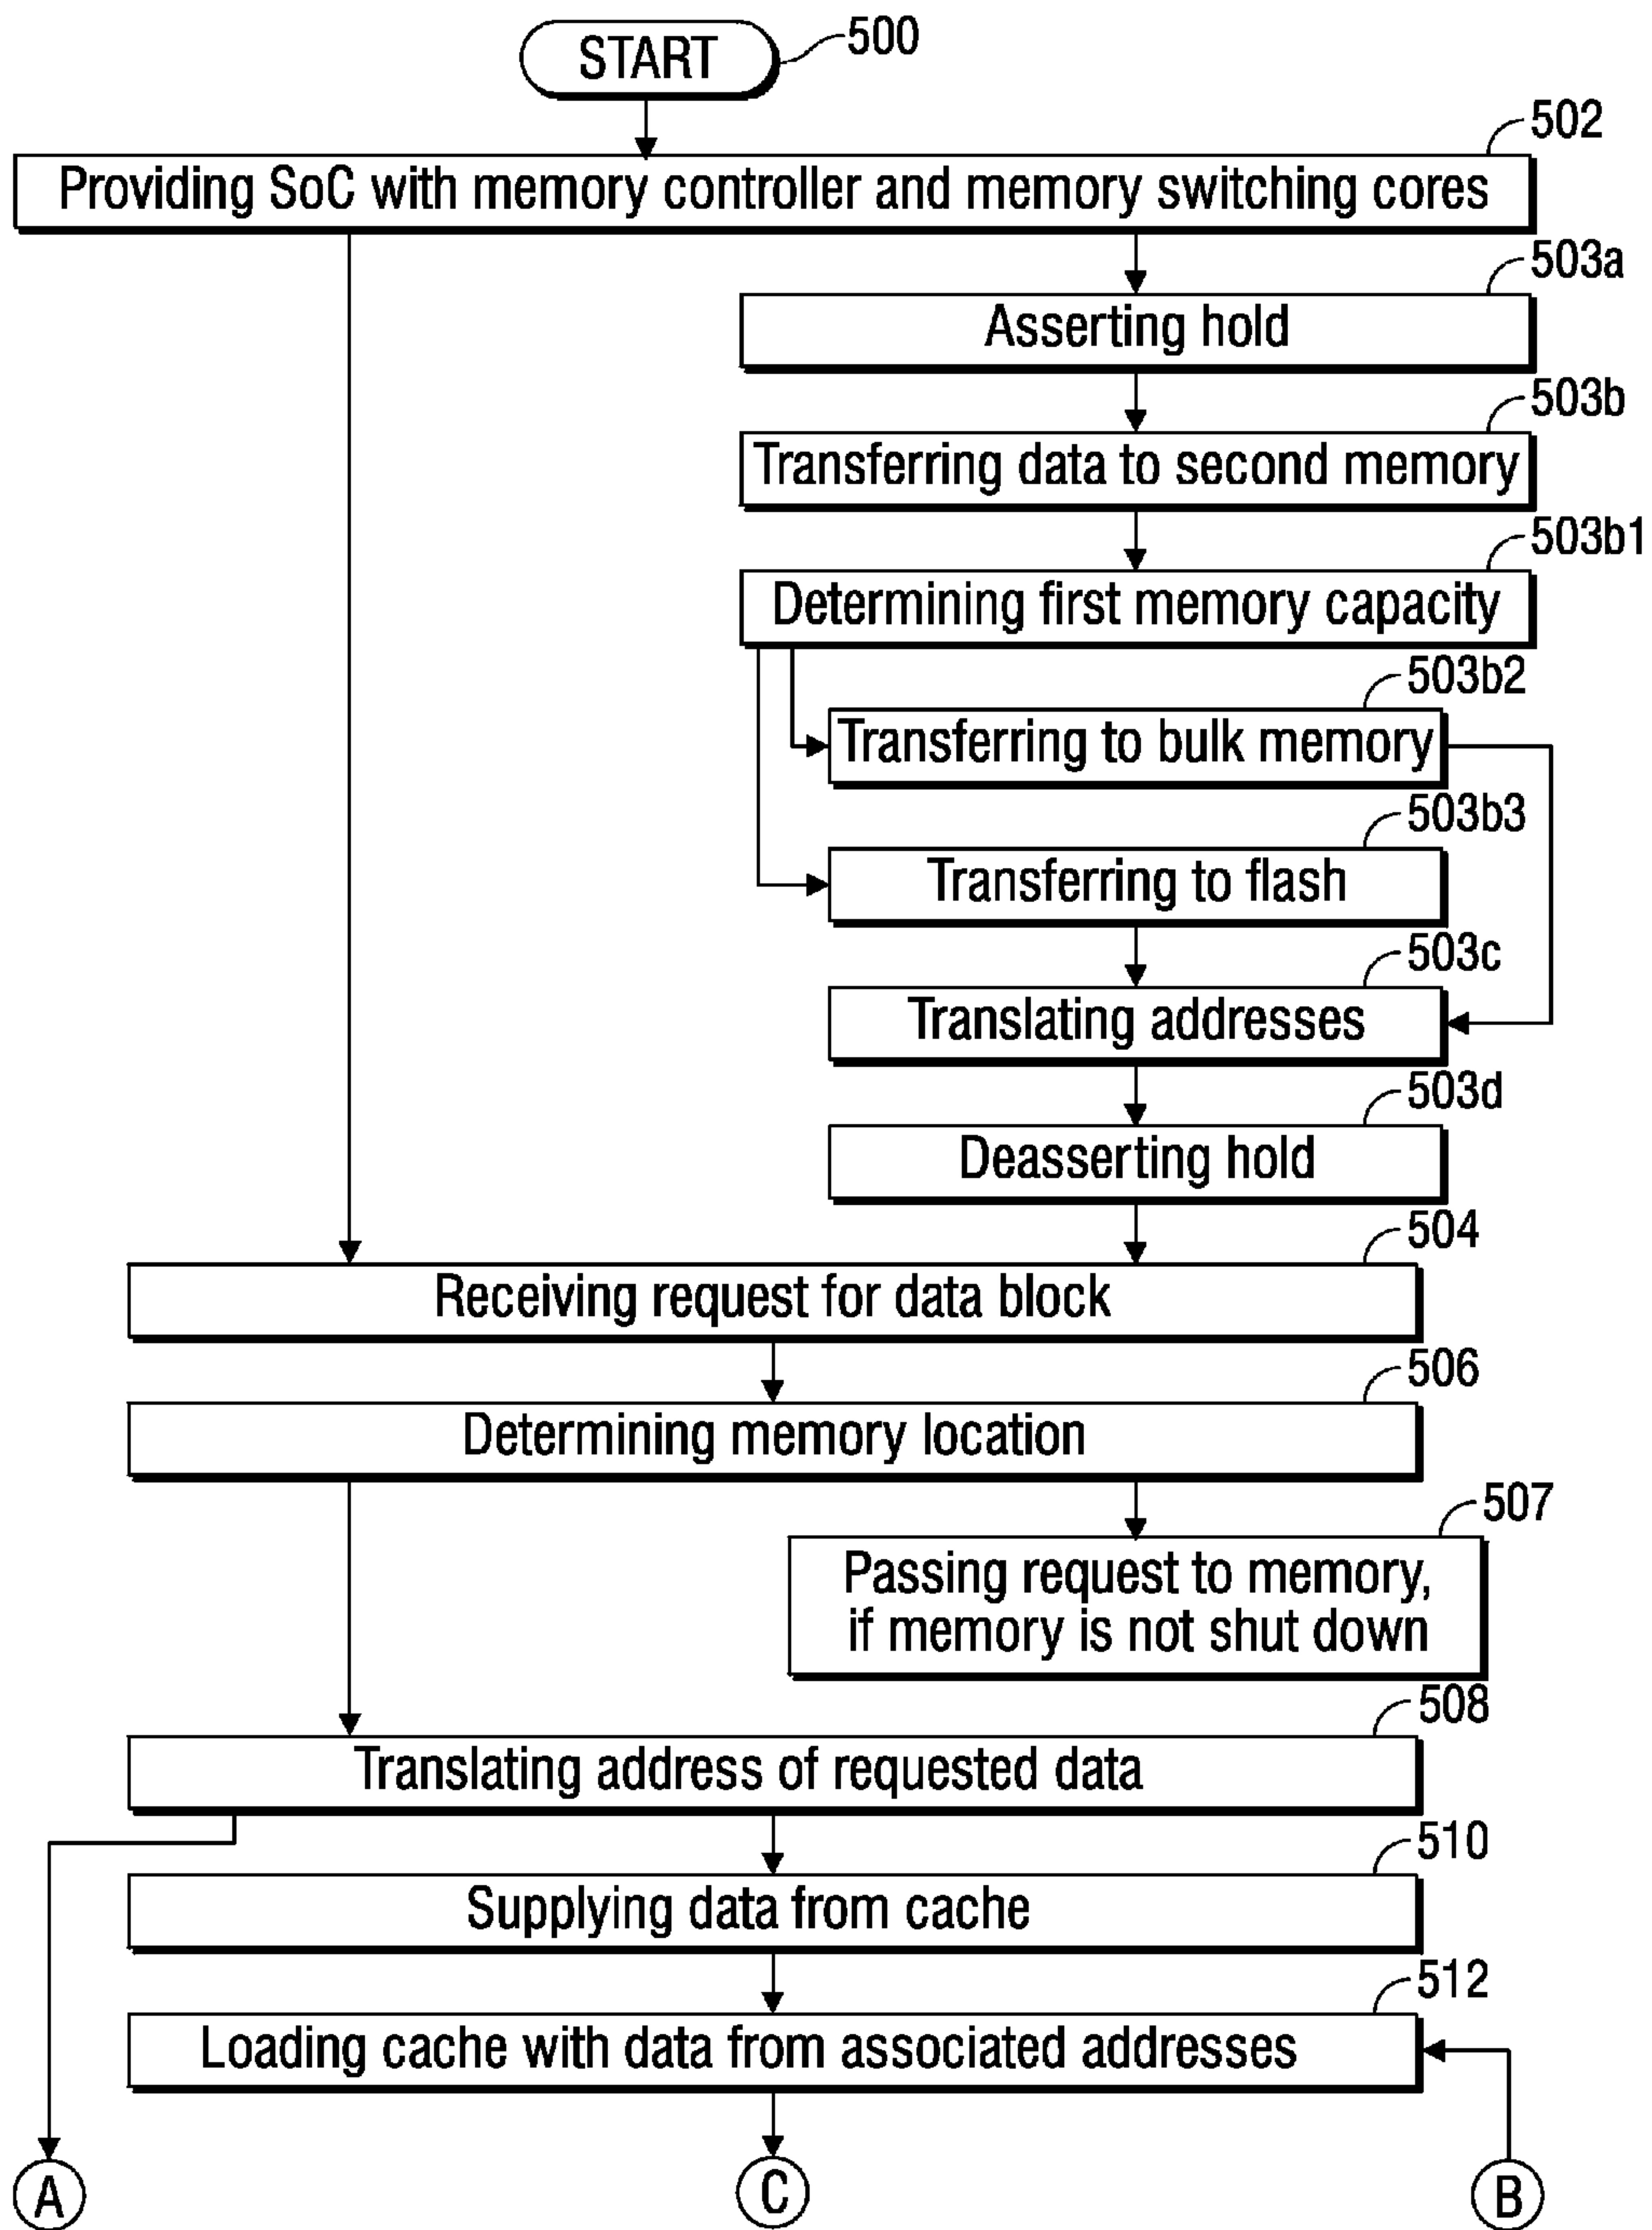 START
500
502
Providing SoC with memory controller and memory switching cores
503a
Asserting hold
503b
Transferring data to second memory
503b1
Determining first memory capacity
503b2
Transferring to bulk memory
503b3
Transferring to flash
503c
Translating addresses
503d
Deasserting hold
504
Receiving request for data block
506
Determining memory location
507
Passing request to memory,
if memory is not shut down
508
Translating address of requested data
510
Supplying data from cache
512
Loading cache with data from associated addresses
A
C
B